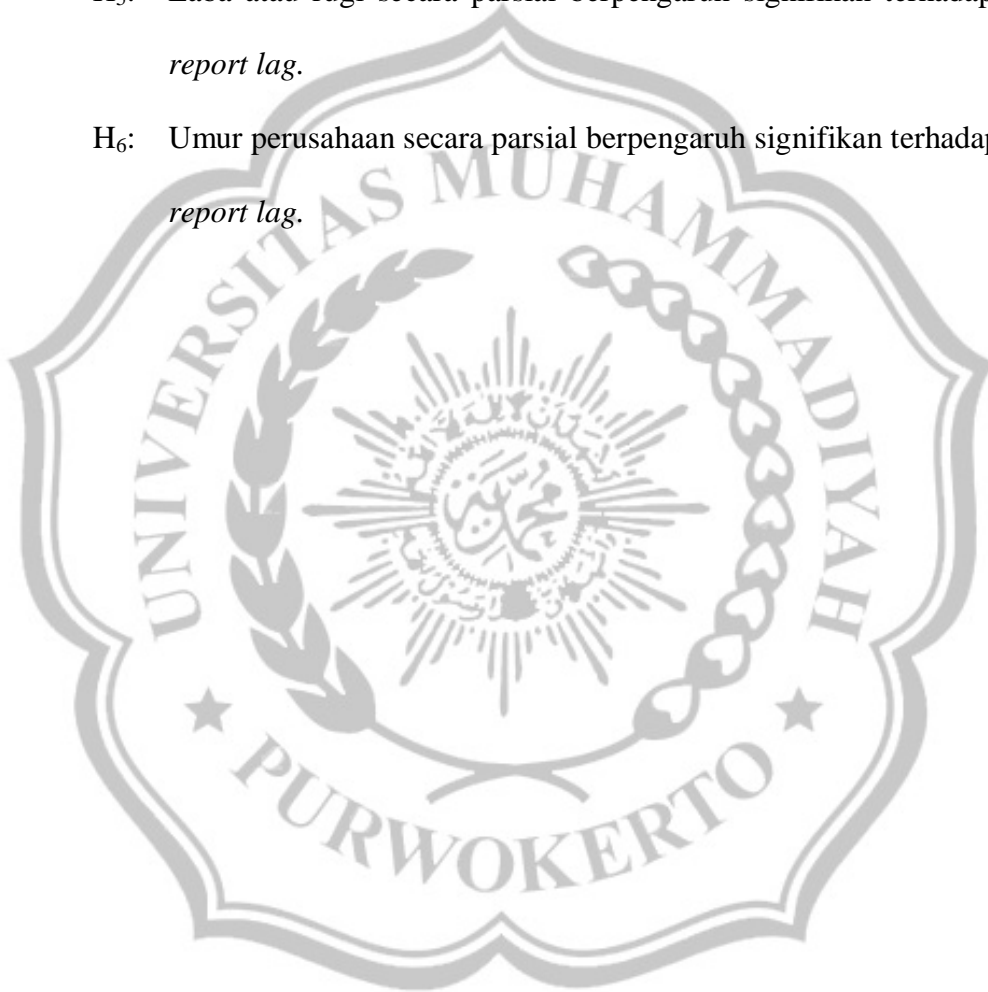 H₅: Laba atau rugi secara parsial berpengaruh signifikan terhadap
report lag.
H₆: Umur perusahaan secara parsial berpengaruh signifikan terhadap
report lag.
UNIVERSITAS MUHAMMADIYAH
PURWOKERTO